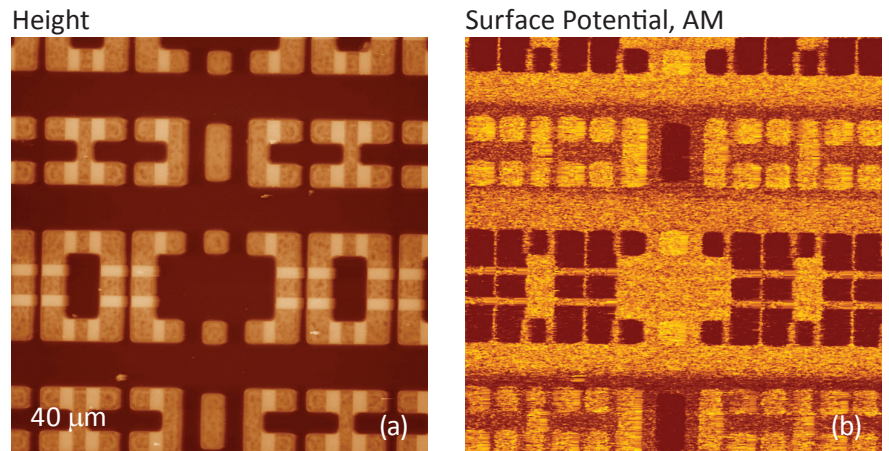 Height
Surface Potential, AM
40 μm
(a)
(b)